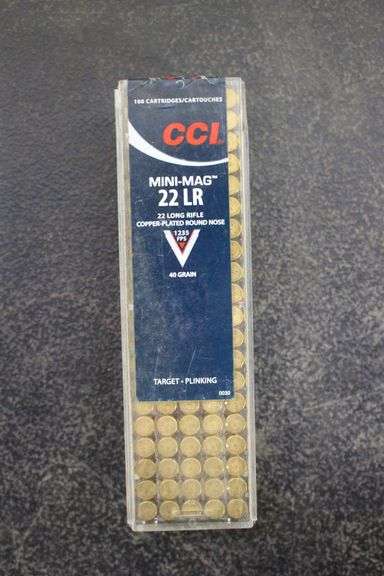 100 CARTRIDGES/CARTOUCHES
CCI
MINI-MAG™
22 LR
22 LONG RIFLE
COPPER-PLATED ROUND NOSE
1235
FPS
40 GRAIN
TARGET • PLINKING
0030